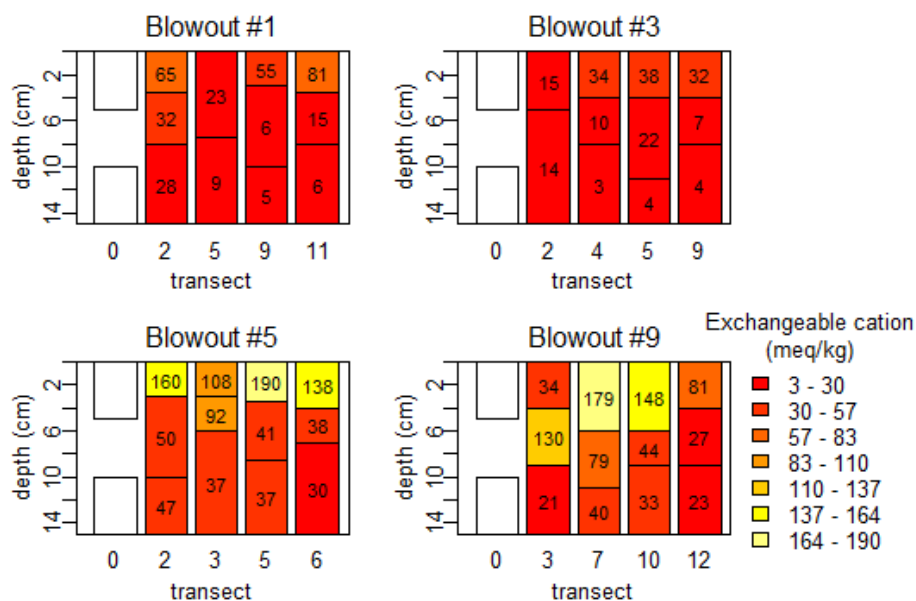 Blowout #1
65
32
28
23
9
55
6
5
81
15
6
2
6
10
14
depth (cm)
0 2 5 9 11
transect
Blowout #3
15
14
34
10
3
38
22
4
32
7
4
2
6
10
14
depth (cm)
0 2 4 5 9
transect
Blowout #5
160
50
47
108
92
37
190
41
37
138
38
30
2
6
10
14
depth (cm)
0 2 3 5 6
transect
Blowout #9
34
130
21
179
79
40
148
44
33
81
27
23
2
6
10
14
depth (cm)
0 3 7 10 12
transect
Exchangeable cation
(meq/kg)
3 - 30
30 - 57
57 - 83
83 - 110
110 - 137
137 - 164
164 - 190